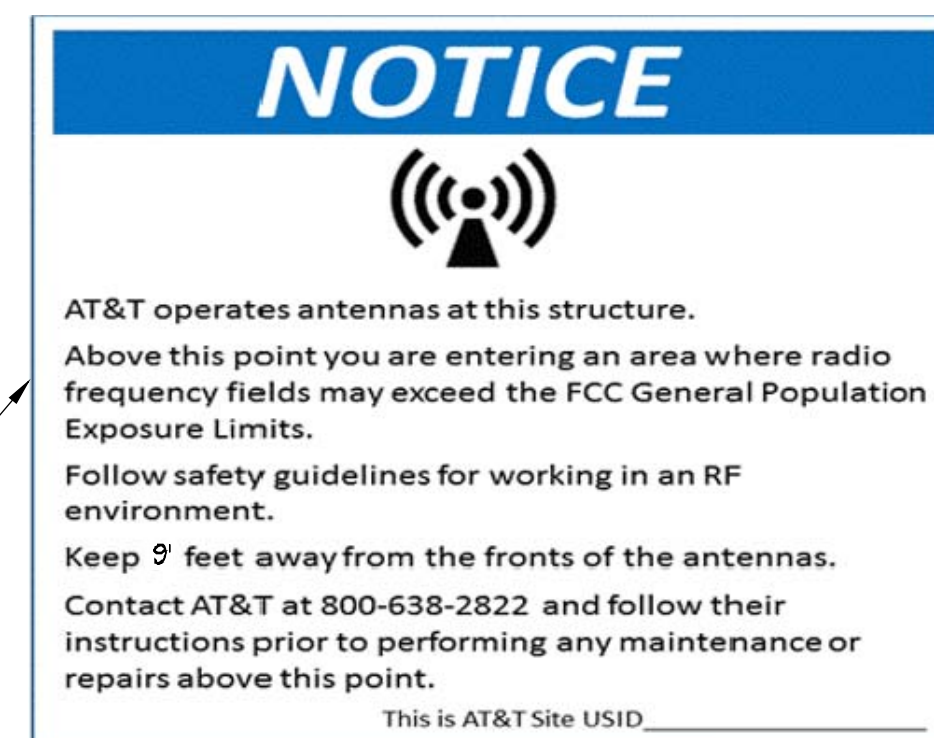 NOTICE
AT&T operates antennas at this structure.
Above this point you are entering an area where radio
frequency fields may exceed the FCC General Population
Exposure Limits.
Follow safety guidelines for working in an RF
environment.
Keep 9' feet away from the fronts of the antennas.
Contact AT&T at 800-638-2822 and follow their
instructions prior to performing any maintenance or
repairs above this point.
This is AT&T Site USID____________________